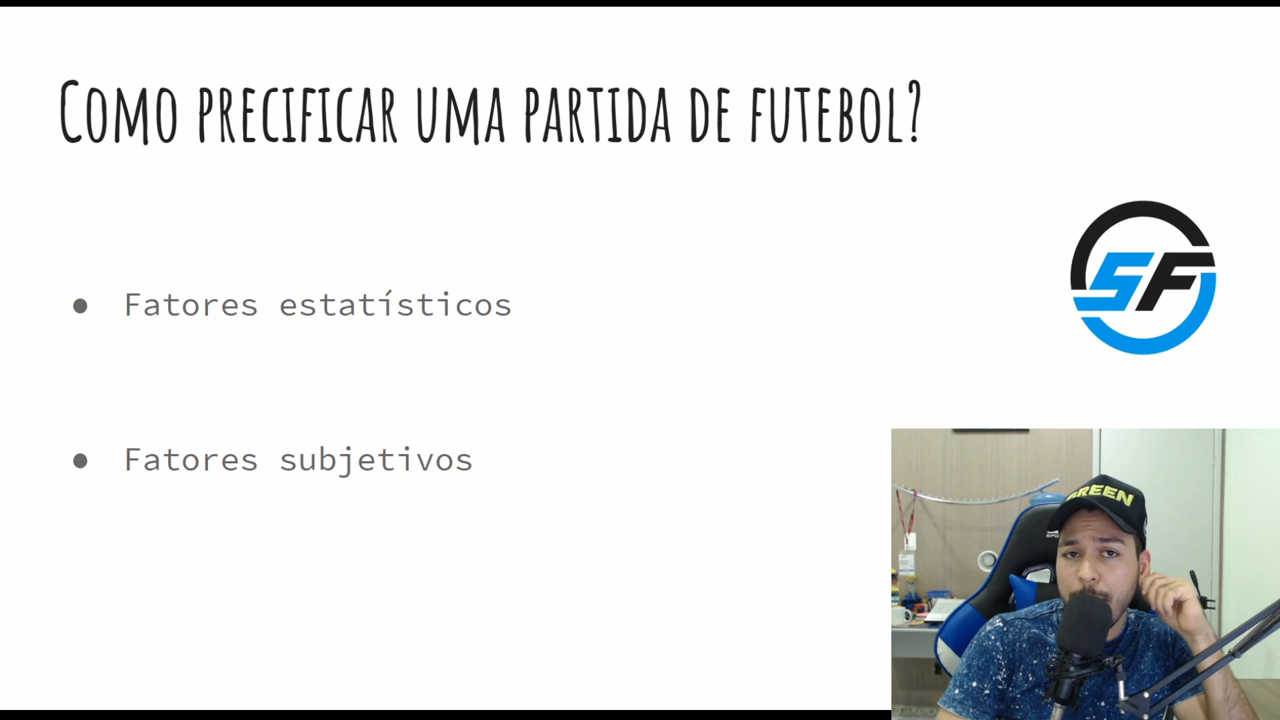 Como precificar uma partida de futebol?
● Fatores estatísticos
SF
● Fatores subjetivos
GREEN